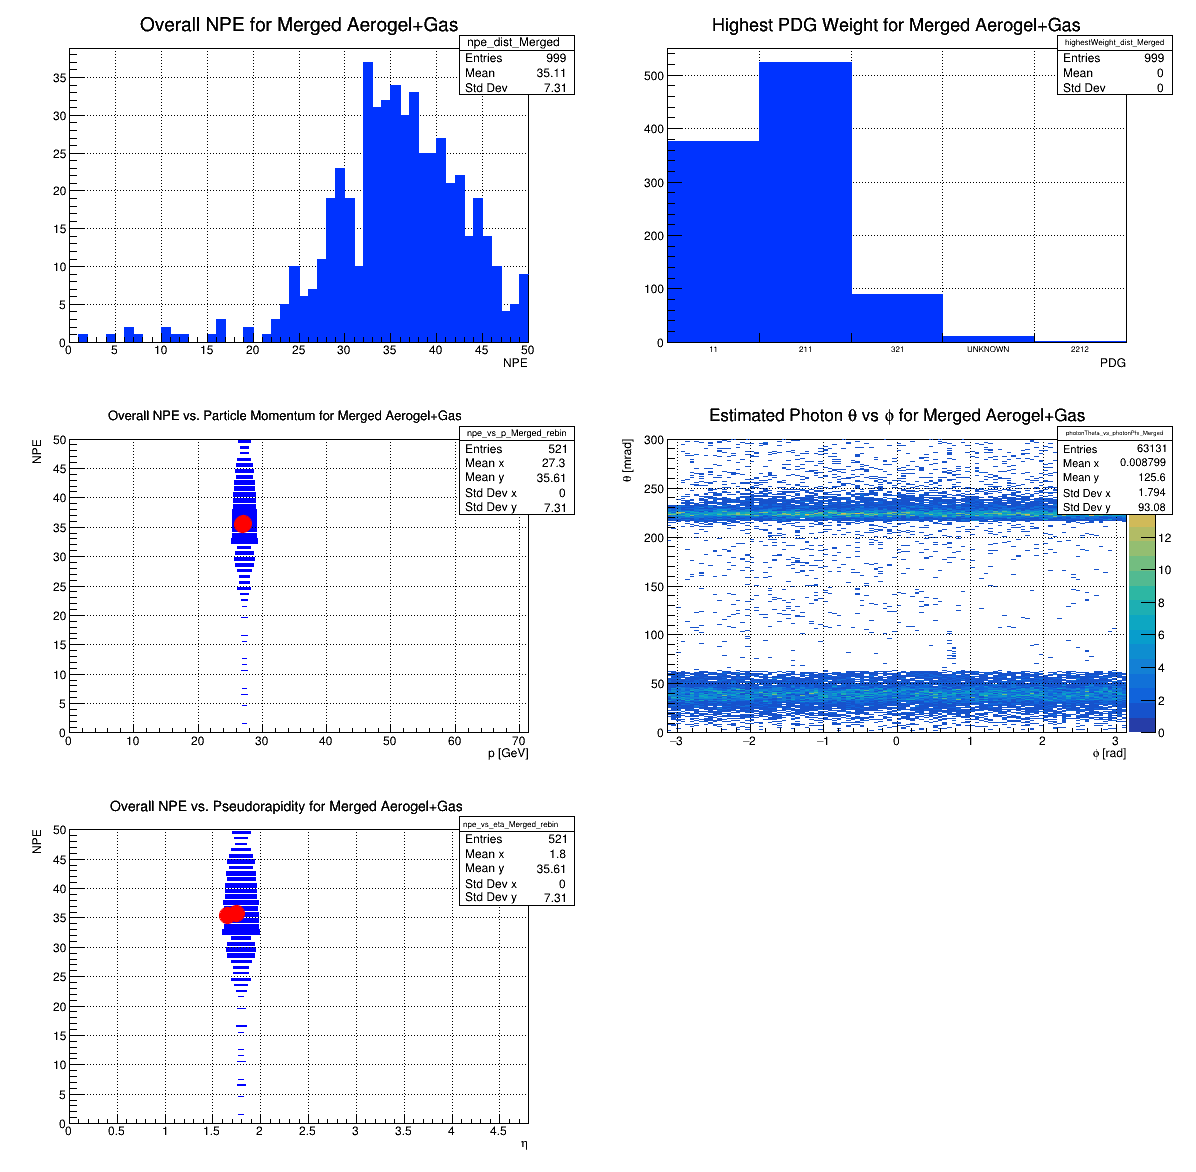 Overall NPE for Merged Aerogel+Gas
npe_dist_Merged
Entries 999
Mean 35.11
Std Dev 7.31
35
30
25
20
15
10
5
0
0 5 10 15 20 25 30 35 40 45 50
NPE
Highest PDG Weight for Merged Aerogel+Gas
highestWeight_dist_Merged
Entries 999
Mean 0
Std Dev 0
500
400
300
200
100
0
11 211 321 UNKNOWN 2212
PDG
Overall NPE vs. Particle Momentum for Merged Aerogel+Gas
npe_vs_p_Merged_rebin
Entries 521
Mean x 27.3
Mean y 35.61
Std Dev x 0
Std Dev y 7.31
NPE
50
45
40
35
30
25
20
15
10
5
0
0 10 20 30 40 50 60 70
p [GeV]
Estimated Photon θ vs ϕ for Merged Aerogel+Gas
photonTheta_vs_photonPhi_Merged
Entries 63131
Mean x 0.008799
Mean y 125.6
Std Dev x 1.794
Std Dev y 93.08
θ [mrad]
300
250
200
150
100
50
0
−3 −2 −1 0 1 2 3
ϕ [rad]
12
10
8
6
4
2
0
Overall NPE vs. Pseudorapidity for Merged Aerogel+Gas
npe_vs_eta_Merged_rebin
Entries 521
Mean x 1.8
Mean y 35.61
Std Dev x 0
Std Dev y 7.31
NPE
50
45
40
35
30
25
20
15
10
5
0
0 0.5 1 1.5 2 2.5 3 3.5 4 4.5
η